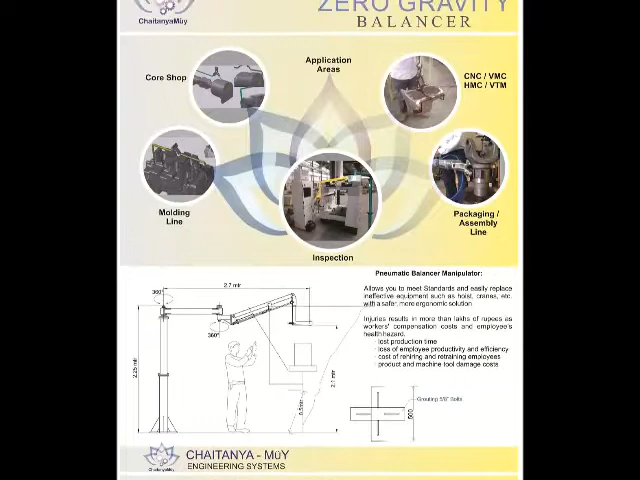 ZERO GRAVITY
BALANCER
ChaitanyaMüy
Application
Areas
Core Shop
CNC / VMC
HMC / VTM
Molding
Line
Packaging /
Assembly
Line
Inspection
Pneumatic Balancer Manipulator:
Allows you to meet Standards and easily replace
ineffective equipment such as hoist, cranes, etc.
with a safer, more ergonomic solution
Injuries results in more than lakhs of rupees as
workers' compensation costs and employee's
health hazard.
· lost production time
· loss of employee productivity and efficiency
· cost of rehiring and retraining employees
· product and machine tool damage costs
360°
2.7 mtr
360°
2.25 mtr
0.5mtr
2.1 mtr
Grouting 5/8" Bolts
500
ChaitanyaMüy
CHAITANYA - MüY
ENGINEERING SYSTEMS